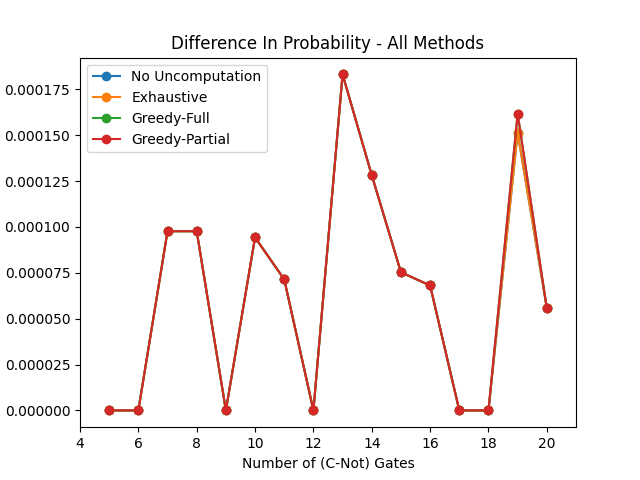 Difference In Probability - All Methods
No Uncomputation
Exhaustive
Greedy-Full
Greedy-Partial
0.000175
0.000150
0.000125
0.000100
0.000075
0.000050
0.000025
0.000000
4 6 8 10 12 14 16 18 20
Number of (C-Not) Gates